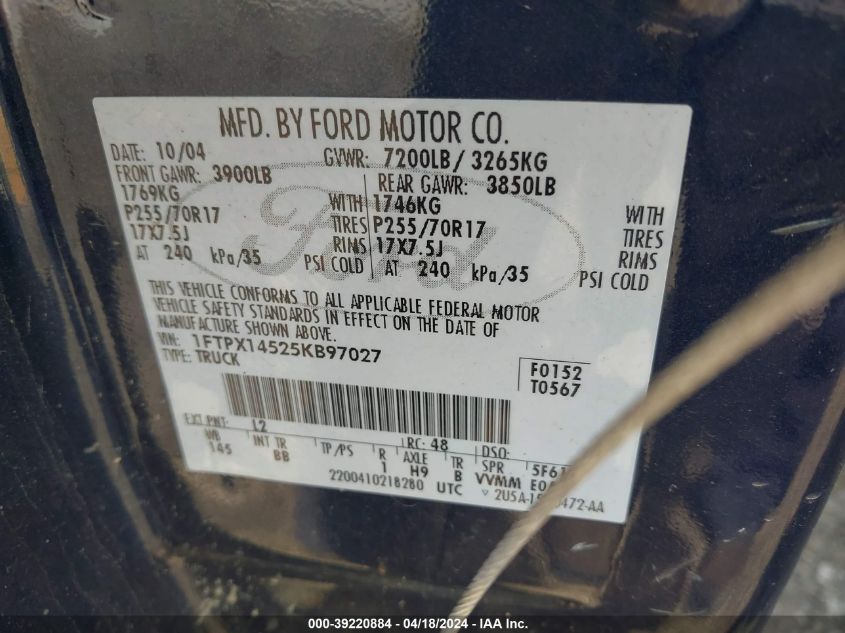 MFD. BY FORD MOTOR CO.
DATE: 10/04 GVWR: 7200LB/ 3265KG
FRONT GAWR: 3900LB REAR GAWR: 3850LB
1769KG WITH 1746KG WITH
P255/70R17 TIRES P255/70R17 TIRES
17X7.5J RIMS 17X7.5J RIMS
AT 240 kPa/35 PSI COLD AT 240 kPa/35 PSI COLD
Ford
THIS VEHICLE CONFORMS TO ALL APPLICABLE FEDERAL MOTOR
VEHICLE SAFETY STANDARDS IN EFFECT ON THE DATE OF
MANUFACTURE SHOWN ABOVE.
VIN: 1FTPX14525KB97027
TYPE: TRUCK
F0152
T0567
EXT PNT: L2 RC: 48 DSO:
WB INT TR TP/PS R AXLE TR SPR
145 BB 1 H9 B VVMM
2200410218280 UTC
000-39220884 - 04/18/2024 - IAA Inc.